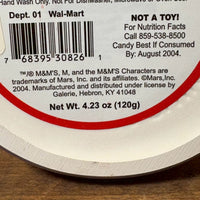 Hand Wash Only. Not For Dishwasher, Microwave or Oven Use.
Dept. 01 Wal-Mart
NOT A TOY!
For Nutrition Facts
Call 859-538-8500
Candy Best If Consumed
By: August 2004.
7 68395 30826 1
™/® M&M'S, M, and the M&M'S Characters
are trademarks of Mars, Inc. and its affiliates. ©Mars, Inc.
2004. Manufactured and distributed under license by
Galerie, Hebron, KY 41048
Net Wt. 4.23 oz (120g)